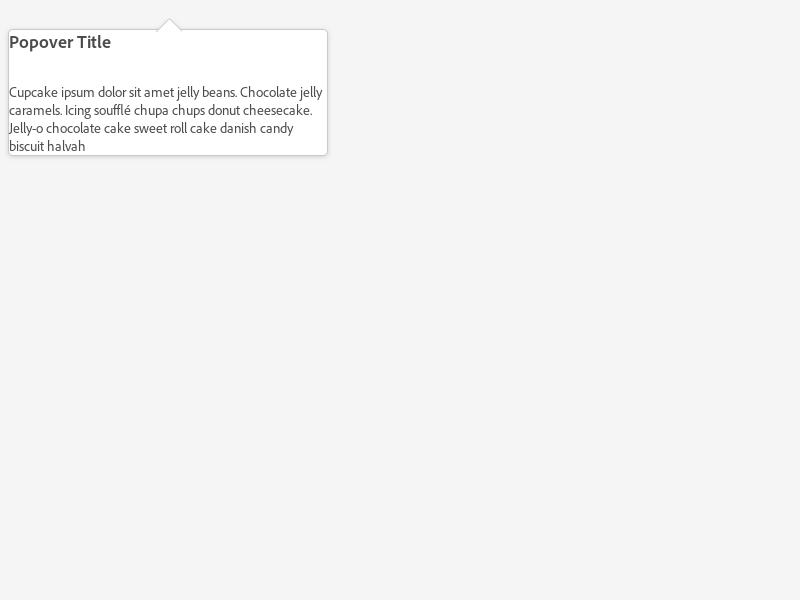 Popover Title
Cupcake ipsum dolor sit amet jelly beans. Chocolate jelly
caramels. Icing soufflé chupa chups donut cheesecake.
Jelly-o chocolate cake sweet roll cake danish candy
biscuit halvah